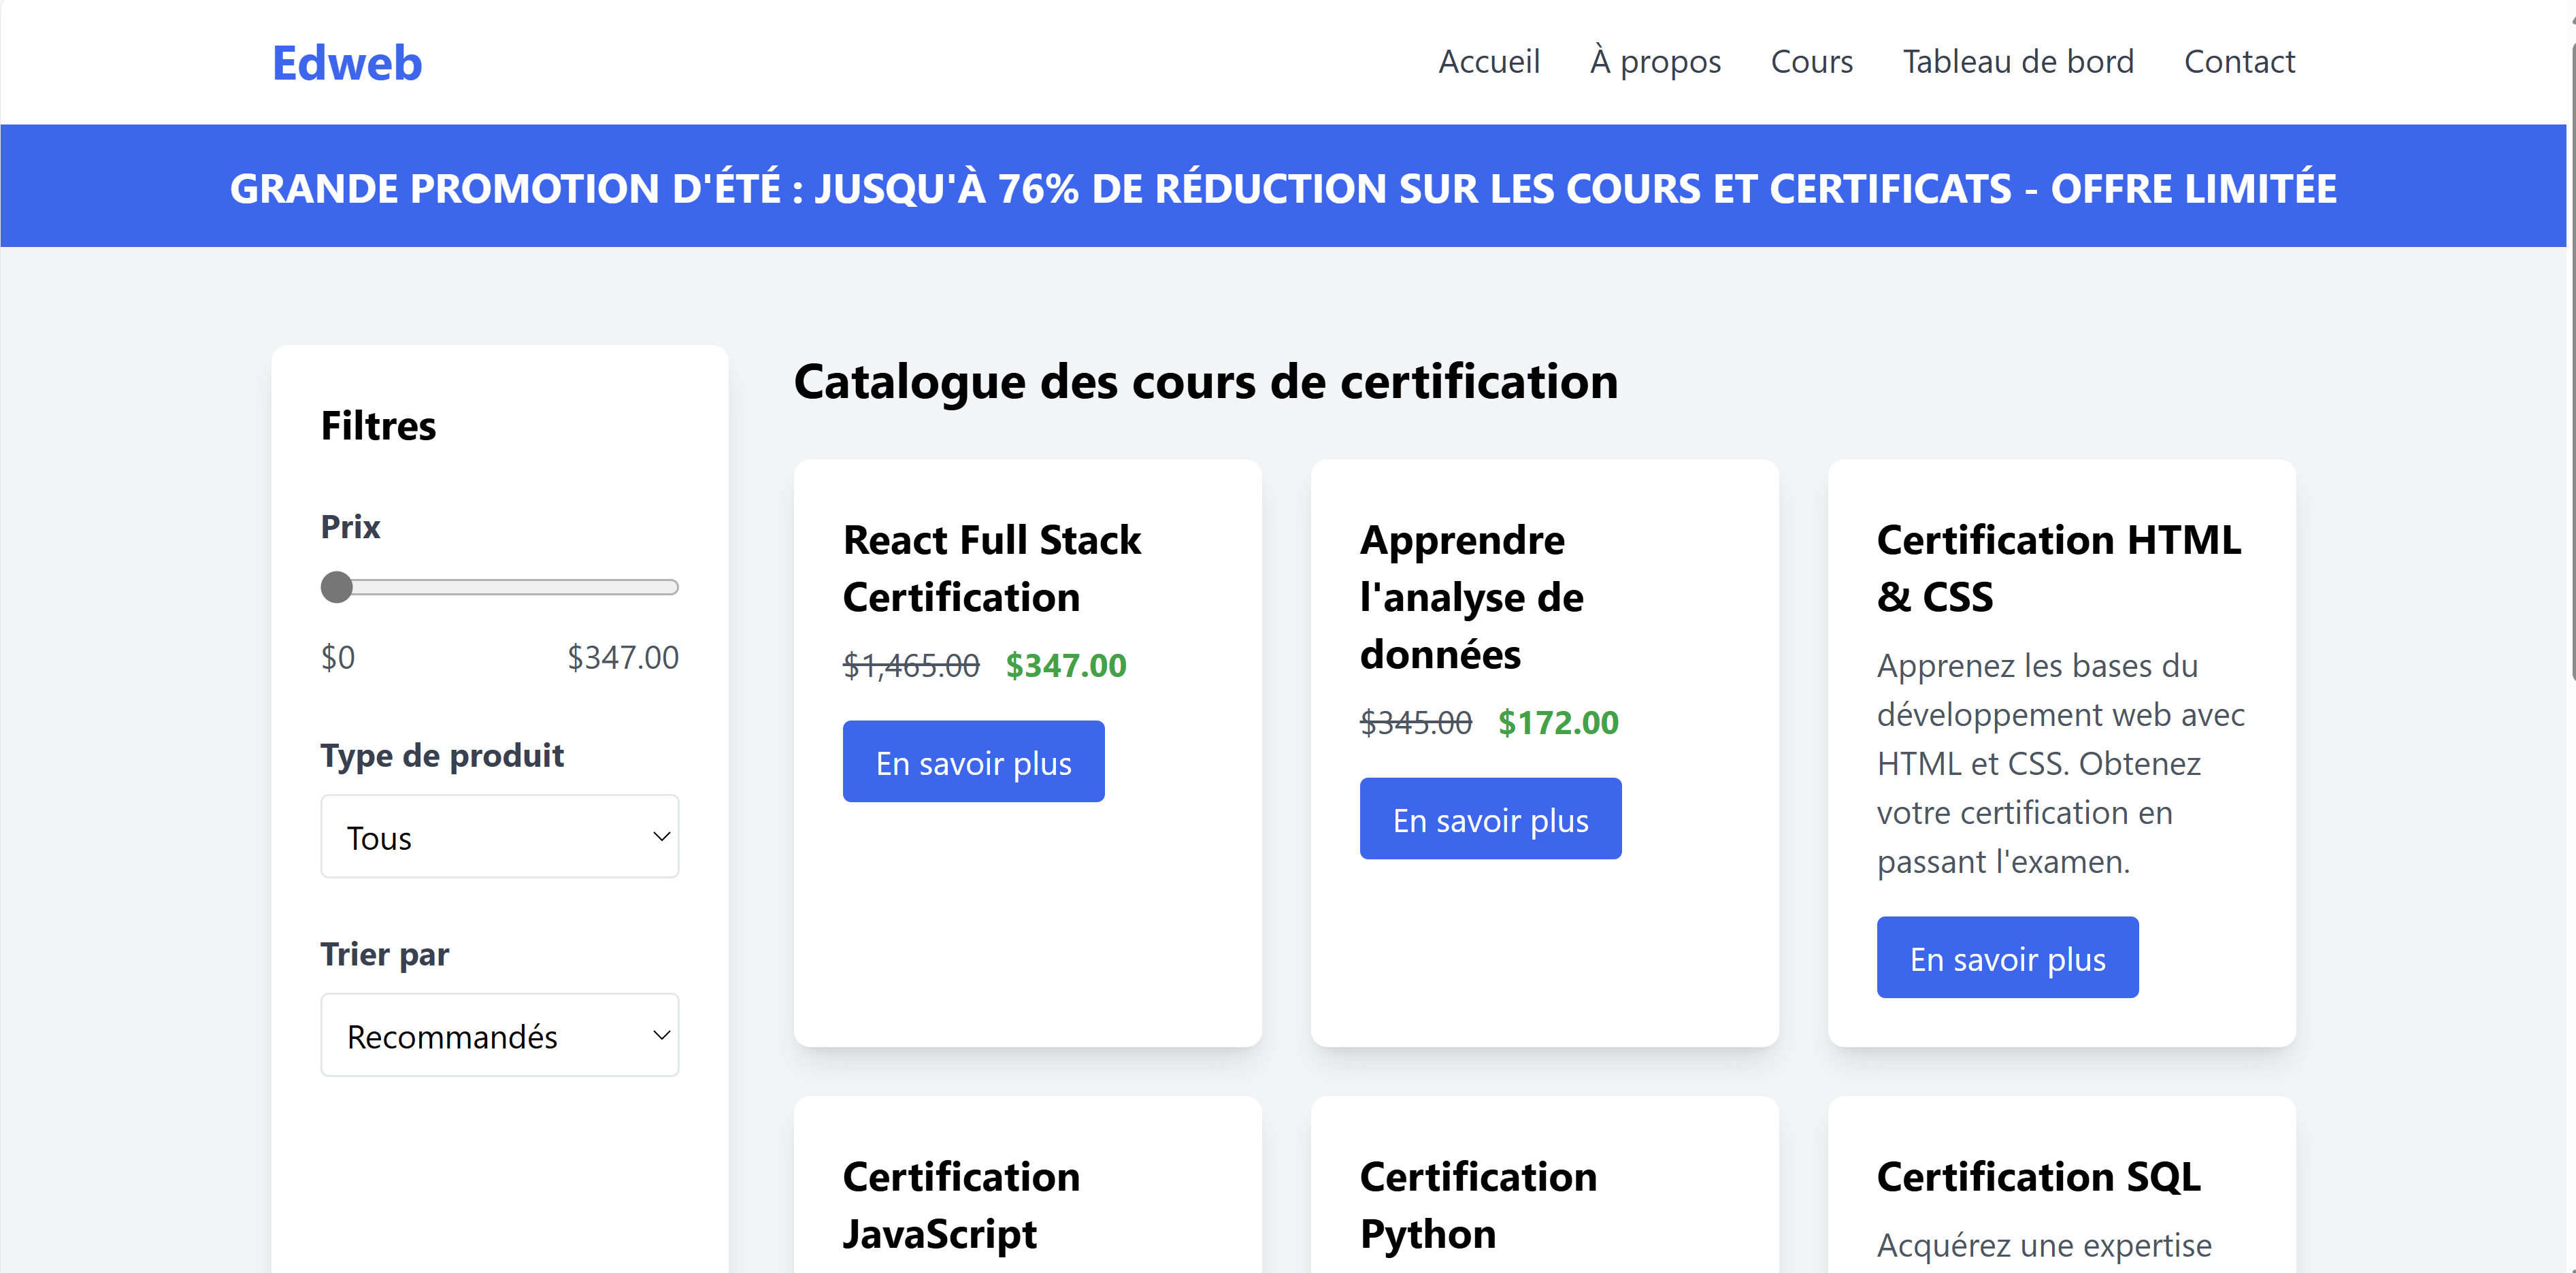 Edweb
Accueil À propos Cours Tableau de bord Contact
GRANDE PROMOTION D'ÉTÉ : JUSQU'À 76% DE RÉDUCTION SUR LES COURS ET CERTIFICATS - OFFRE LIMITÉE
Filtres
Prix
$0 $347.00
Type de produit
Tous
Trier par
Recommandés
Catalogue des cours de certification
React Full Stack
Certification
$1,465.00 $347.00
En savoir plus
Apprendre
l'analyse de
données
$345.00 $172.00
En savoir plus
Certification HTML
& CSS
Apprenez les bases du
développement web avec
HTML et CSS. Obtenez
votre certification en
passant l'examen.
En savoir plus
Certification
JavaScript
Certification
Python
Certification SQL
Acquérez une expertise